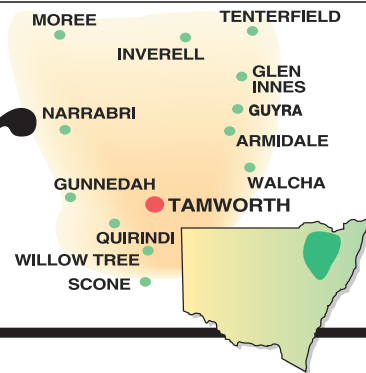 MOREE
TENTERFIELD
INVERELL
GLEN
INNES
NARRABRI
GUYRA
ARMIDALE
GUNNEDAH
WALCHA
TAMWORTH
QUIRINDI
WILLOW TREE
SCONE